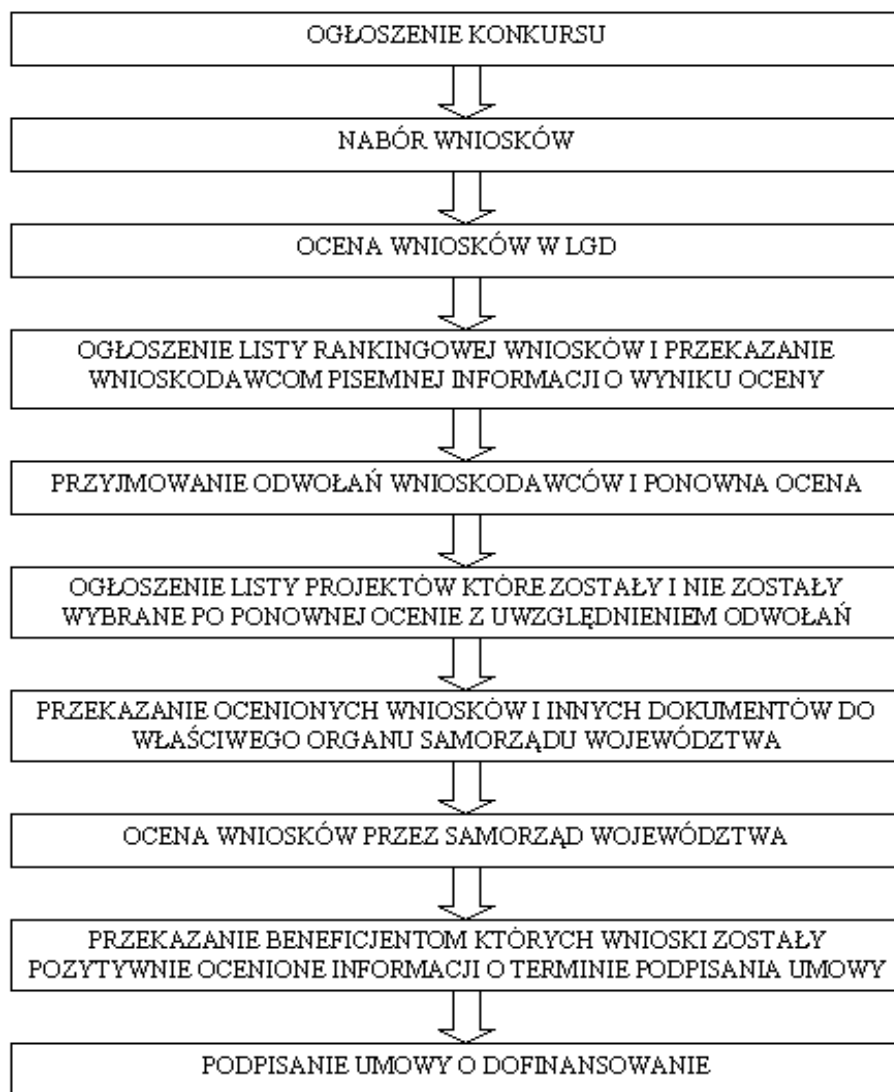 OGŁOSZENIE KONKURSU
NABÓR WNIOSKÓW
OCENA WNIOSKÓW W LGD
OGŁOSZENIE LISTY RANKINGOWEJ WNIOSKÓW I PRZEKAZANIE
WNIOSKODAWCOM PISEMNEJ INFORMACJI O WYNIKU OCENY
PRZYJMOWANIE ODWOŁAŃ WNIOSKODAWCÓW I PONOWNA OCENA
OGŁOSZENIE LISTY PROJEKTÓW KTÓRE ZOSTAŁY I NIE ZOSTAŁY
WYBRANE PO PONOWNEJ OCENIE Z UWZGLĘDNIENIEM ODWOŁAŃ
PRZEKAZANIE OCENIONYCH WNIOSKÓW I INNYCH DOKUMENTÓW DO
WŁAŚCIWEGO ORGANU SAMORZĄDU WOJEWÓDZTWA
OCENA WNIOSKÓW PRZEZ SAMORZĄD WOJEWÓDZTWA
PRZEKAZANIE BENEFICJENTOM KTÓRYCH WNIOSKI ZOSTAŁY
POZYTYWNIE OCENIONE INFORMACJI O TERMINIE PODPISANIA UMOWY
PODPISANIE UMOWY O DOFINANSOWANIE